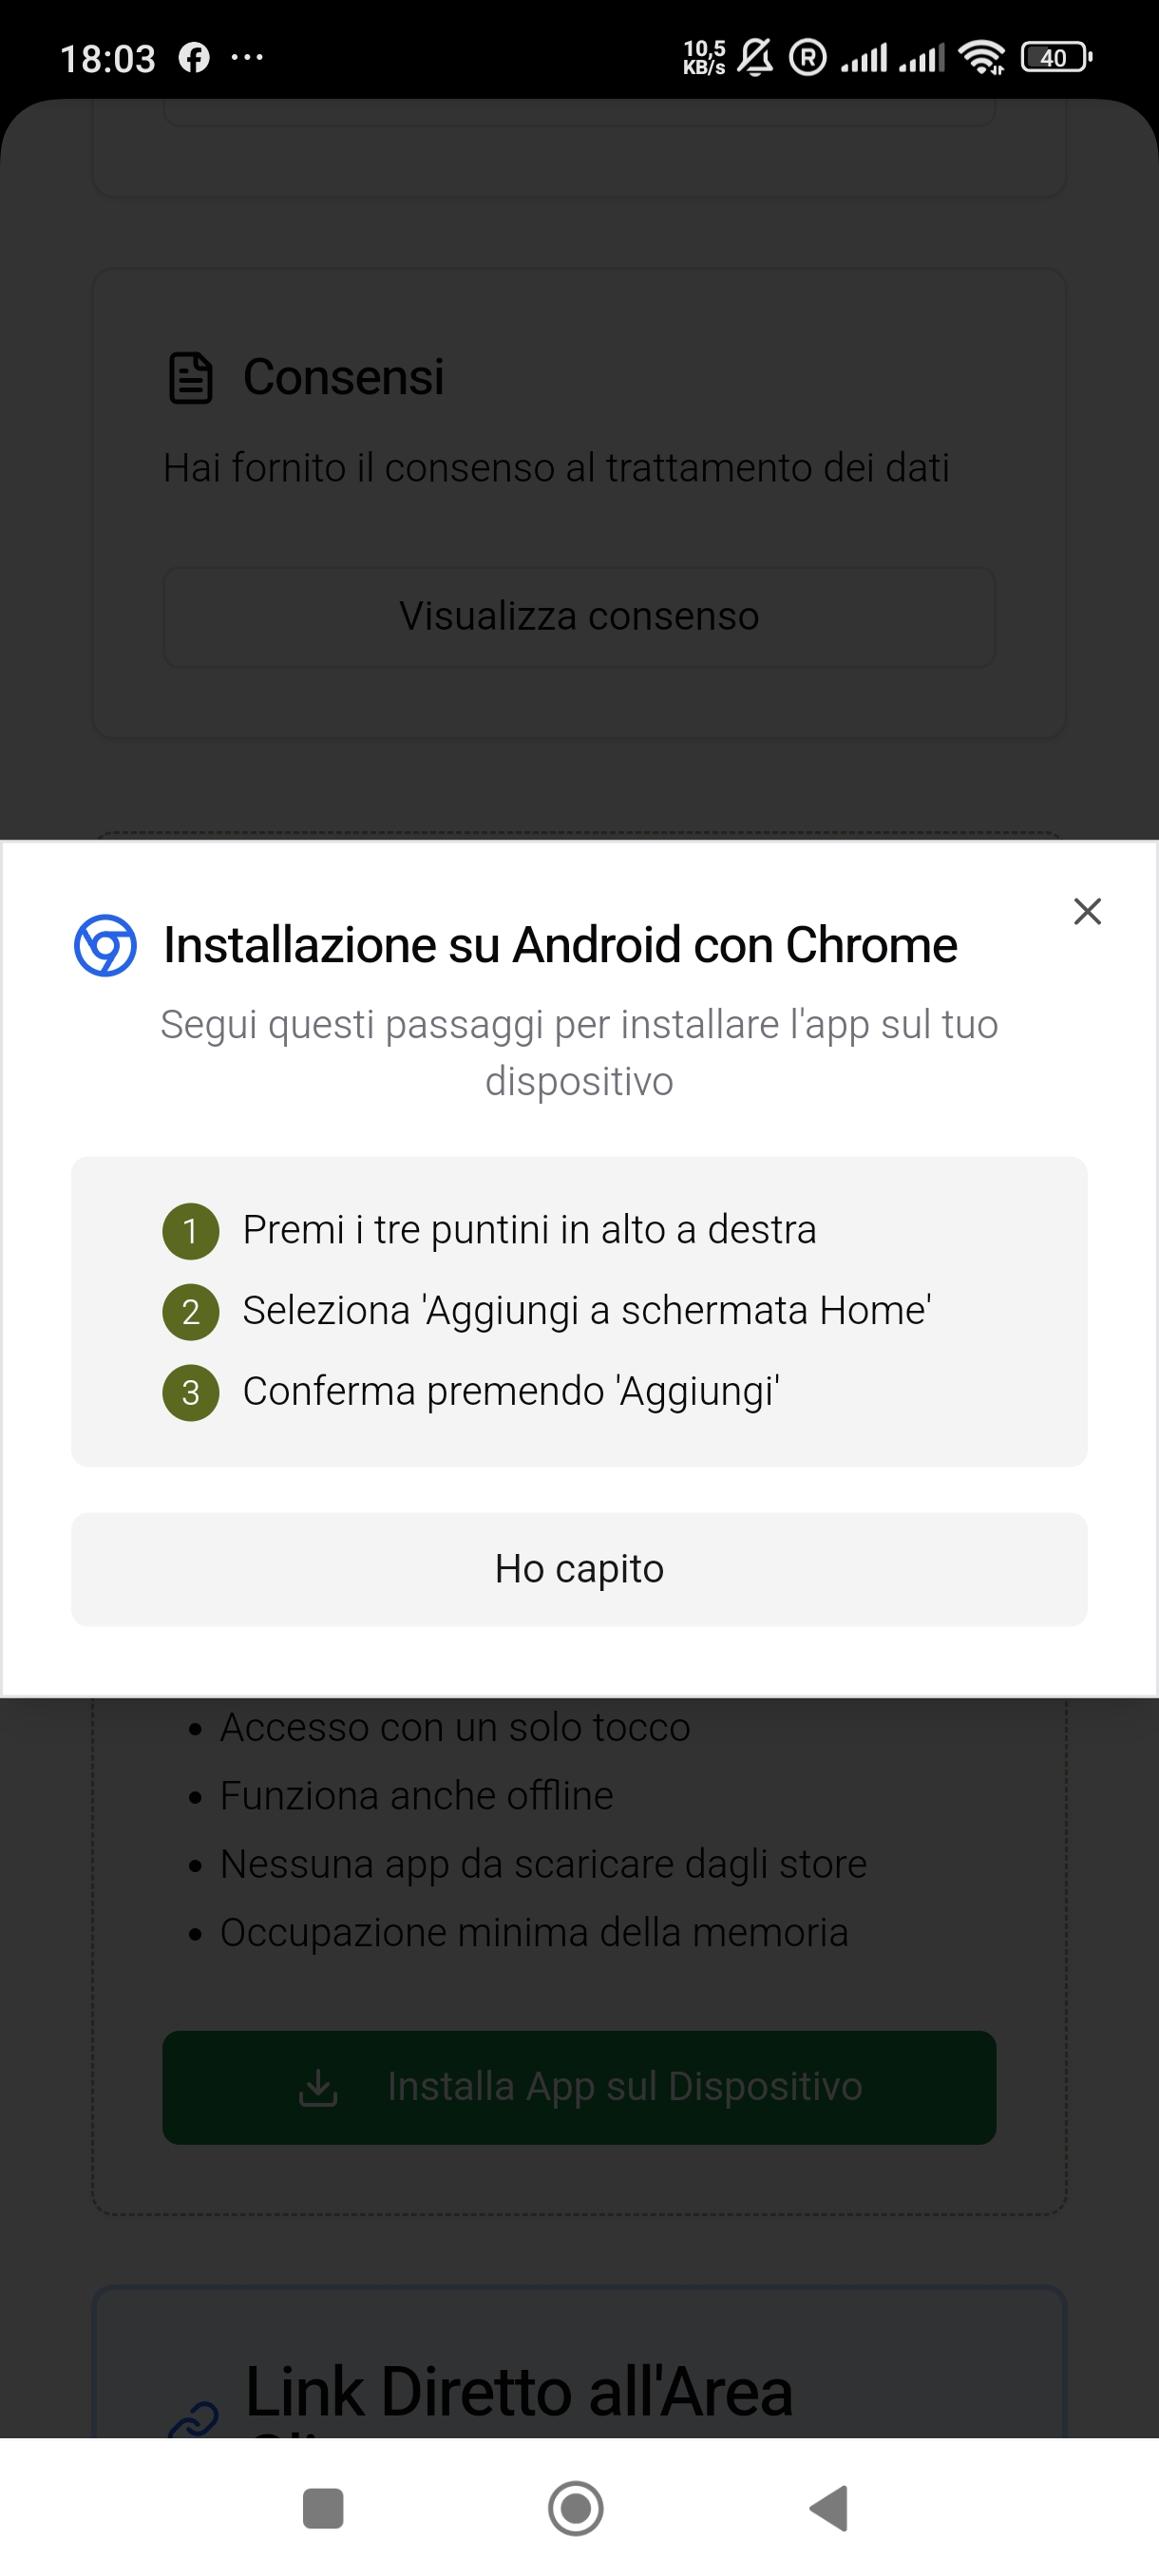 18:03
10,5
KB/s
R
40
Consensi
Hai fornito il consenso al trattamento dei dati
Visualizza consenso
Installazione su Android con Chrome
Segui questi passaggi per installare l'app sul tuo
dispositivo
1 Premi i tre puntini in alto a destra
2 Seleziona 'Aggiungi a schermata Home'
3 Conferma premendo 'Aggiungi'
Ho capito
• Accesso con un solo tocco
• Funziona anche offline
• Nessuna app da scaricare dagli store
• Occupazione minima della memoria
Installa App sul Dispositivo
Link Diretto all'Area